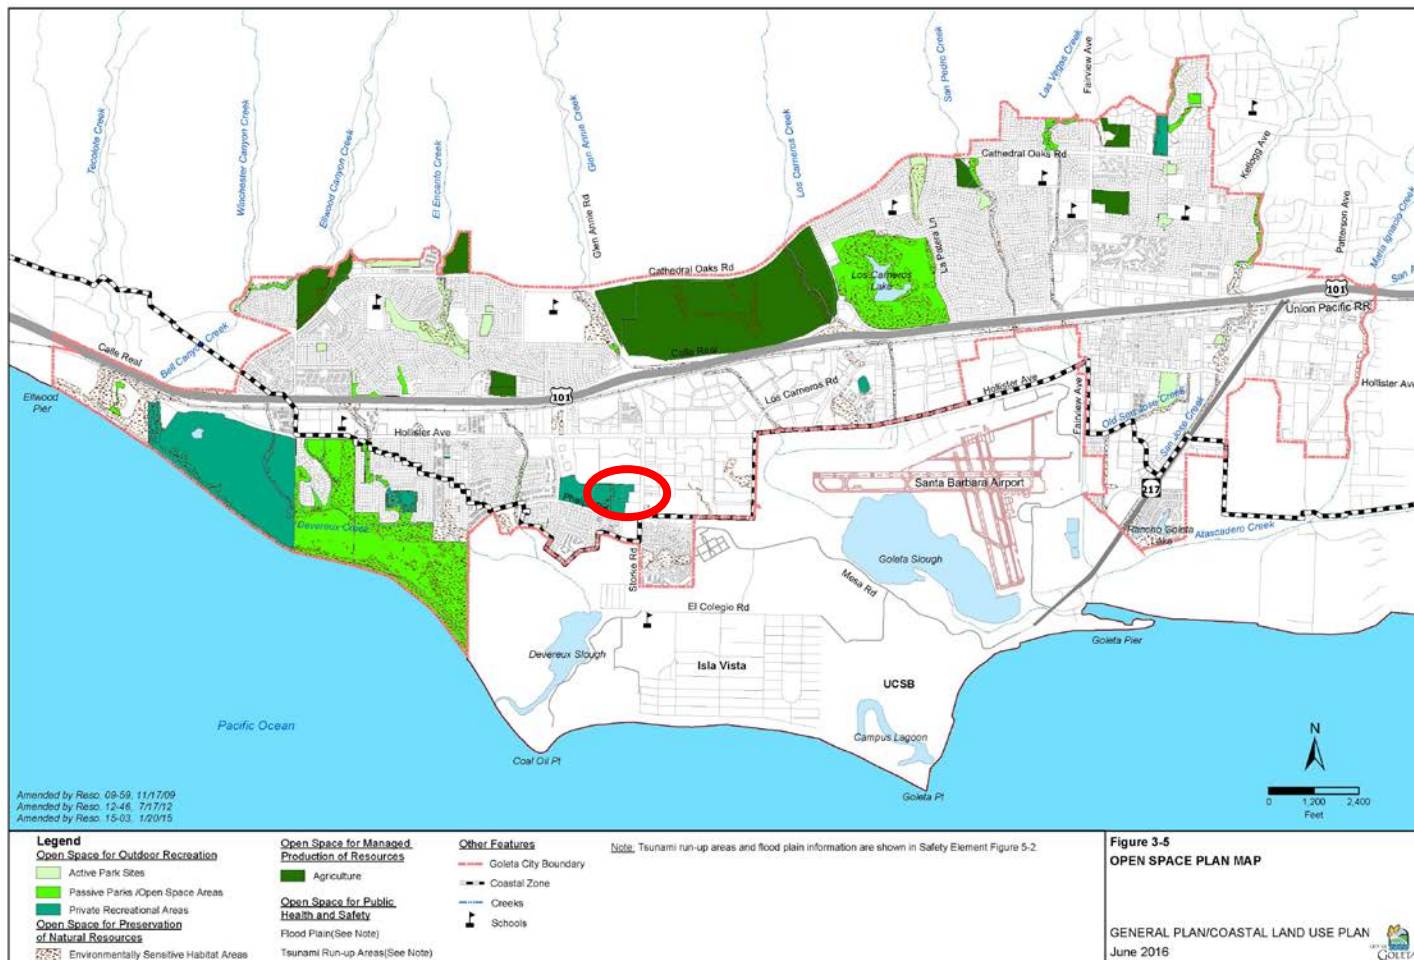 Tecolote Creek
Winchester Canyon Creek
Ellwood Canyon Creek
El Encanto Creek
Glen Annie Creek
Glen Annie Rd
Los Carneros Creek
San Pedro Creek
Las Vegas Creek
Fairview Ave
Kellogg Ave
Patterson Ave
Maria Ignacio Creek
San A
Cathedral Oaks Rd
La Patera Ln
Los Carneros
Lake
Cathedral Oaks Rd
101
Union Pacific RR
Calle Real
Bell Canyon Creek
Calle Real
Ellwood
Pier
101
Los Carneros Rd
Hollister Ave
Fairview Ave
Hollister Ave
Old San Jose Creek
San Jose Creek
Hollister Ave
Santa Barbara Airport
217
Rancho Goleta
Lake
Atascadero Creek
Devereux Creek
Storke Rd
Goleta Slough
Mesa Rd
El Colegio Rd
Goleta Pier
Devereux Slough
Isla Vista
UCSB
Campus Lagoon
Pacific Ocean
Coal Oil Pt
Goleta Pt
N
0 1,200 2,400
Feet
Amended by Reso. 09-59, 11/17/09
Amended by Reso. 12-46, 7/17/12
Amended by Reso. 15-03, 1/20/15
Legend
Open Space for Outdoor Recreation
Active Park Sites
Passive Parks /Open Space Areas
Private Recreational Areas
Open Space for Preservation
of Natural Resources
Environmentally Sensitive Habitat Areas
Open Space for Managed
Production of Resources
Agriculture
Open Space for Public
Health and Safety
Flood Plain(See Note)
Tsunami Run-up Areas(See Note)
Other Features
Goleta City Boundary
Coastal Zone
Creeks
Schools
Note: Tsunami run-up areas and flood plain information are shown in Safety Element Figure 5-2.
Figure 3-5
OPEN SPACE PLAN MAP
GENERAL PLAN/COASTAL LAND USE PLAN
June 2016
CITY OF
GOLETA